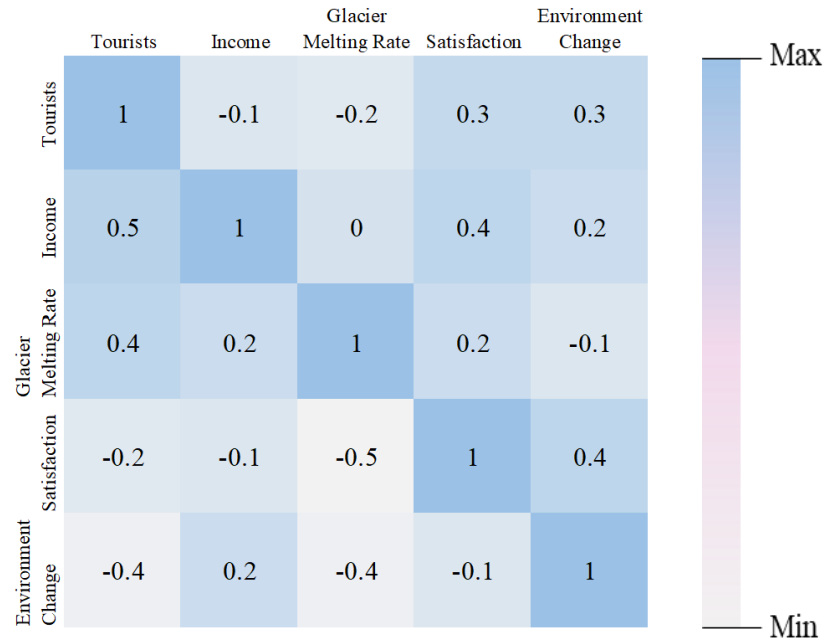 Glacier Environment
Tourists Income Melting Rate Satisfaction Change
Max
Tourists 1 -0.1 -0.2 0.3 0.3
Income 0.5 1 0 0.4 0.2
Glacier
Melting Rate 0.4 0.2 1 0.2 -0.1
Satisfaction -0.2 -0.1 -0.5 1 0.4
Environment
Change -0.4 0.2 -0.4 -0.1 1
Min